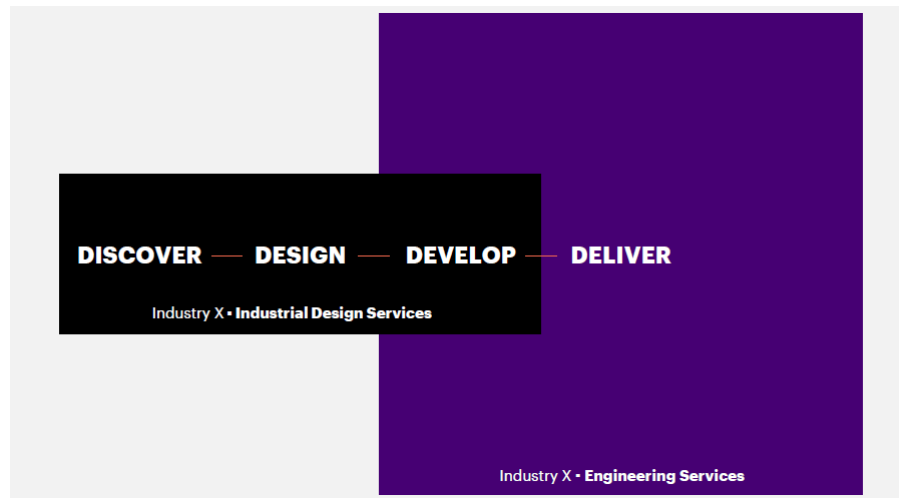 DISCOVER — DESIGN — DEVELOP — DELIVER
Industry X ▪ Industrial Design Services
Industry X ▪ Engineering Services